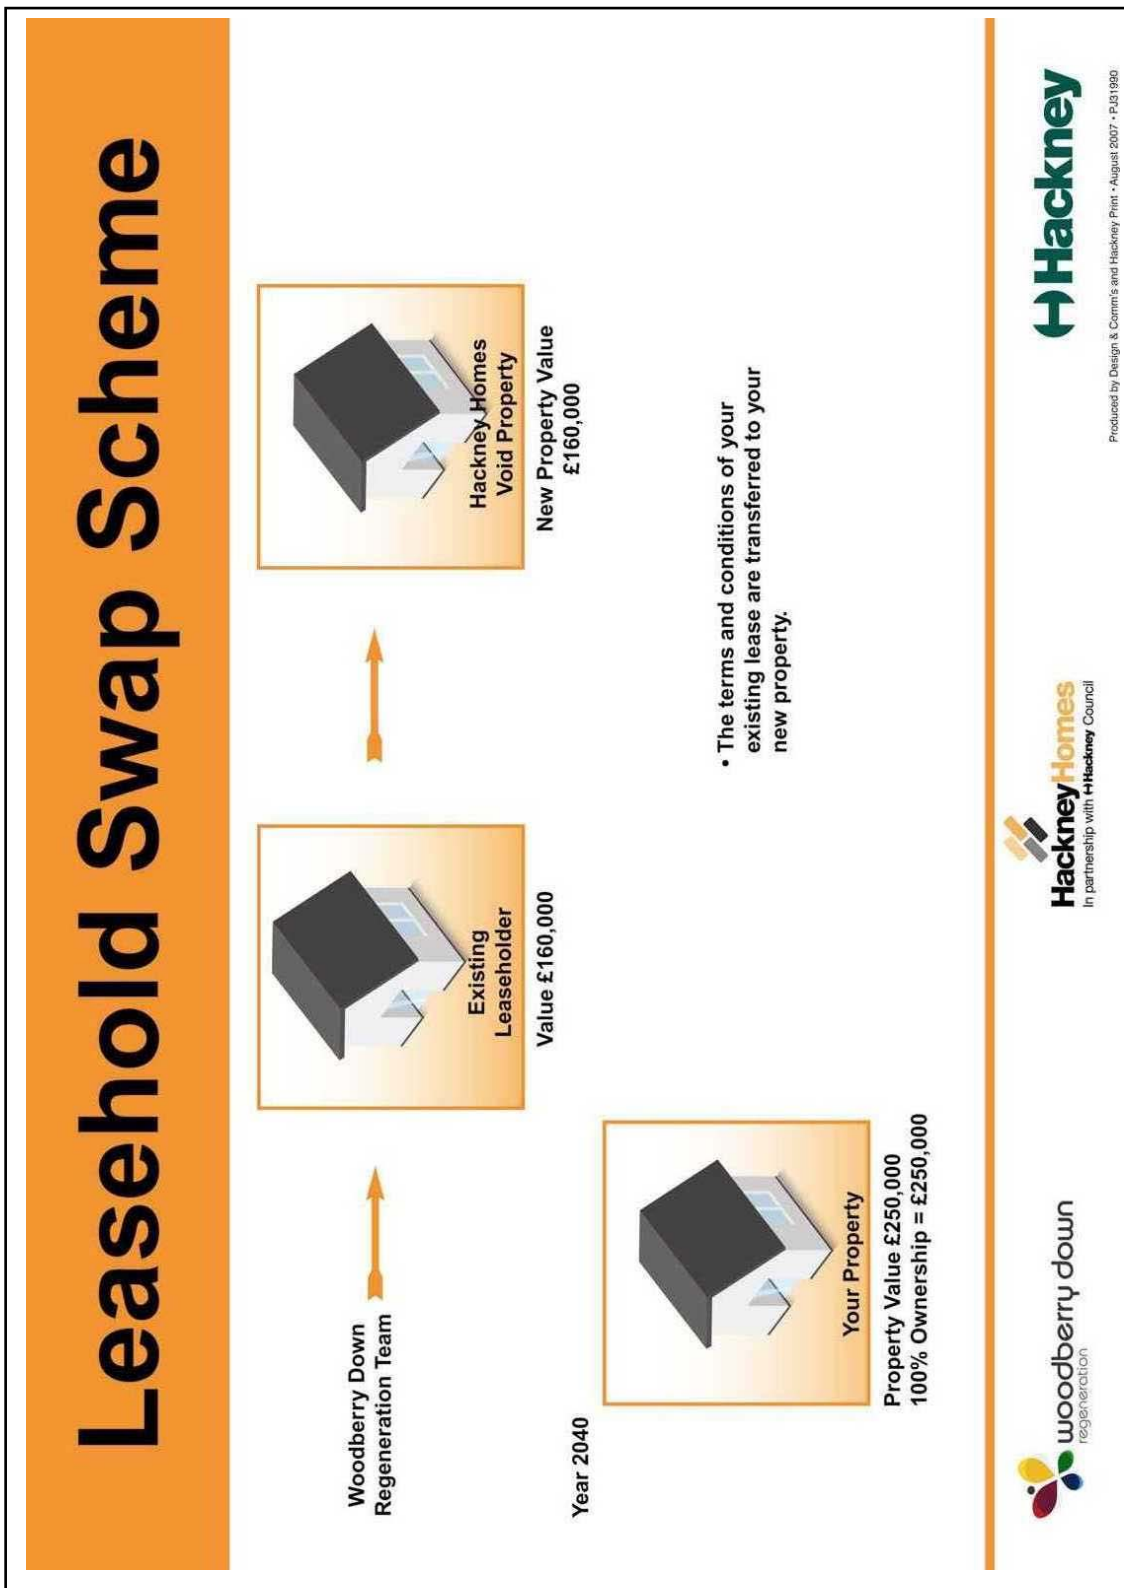 Leasehold Swap Scheme
Woodberry Down
Regeneration Team
Existing
Leaseholder
Value £160,000
Hackney Homes
Void Property
New Property Value
£160,000
Year 2040
Your Property
Property Value £250,000
100% Ownership = £250,000
• The terms and conditions of your
existing lease are transferred to your
new property.
woodberry down
regeneration
HackneyHomes
In partnership with Hackney Council
Hackney
Produced by Design & Comm's and Hackney Print • August 2007 • PJ31990